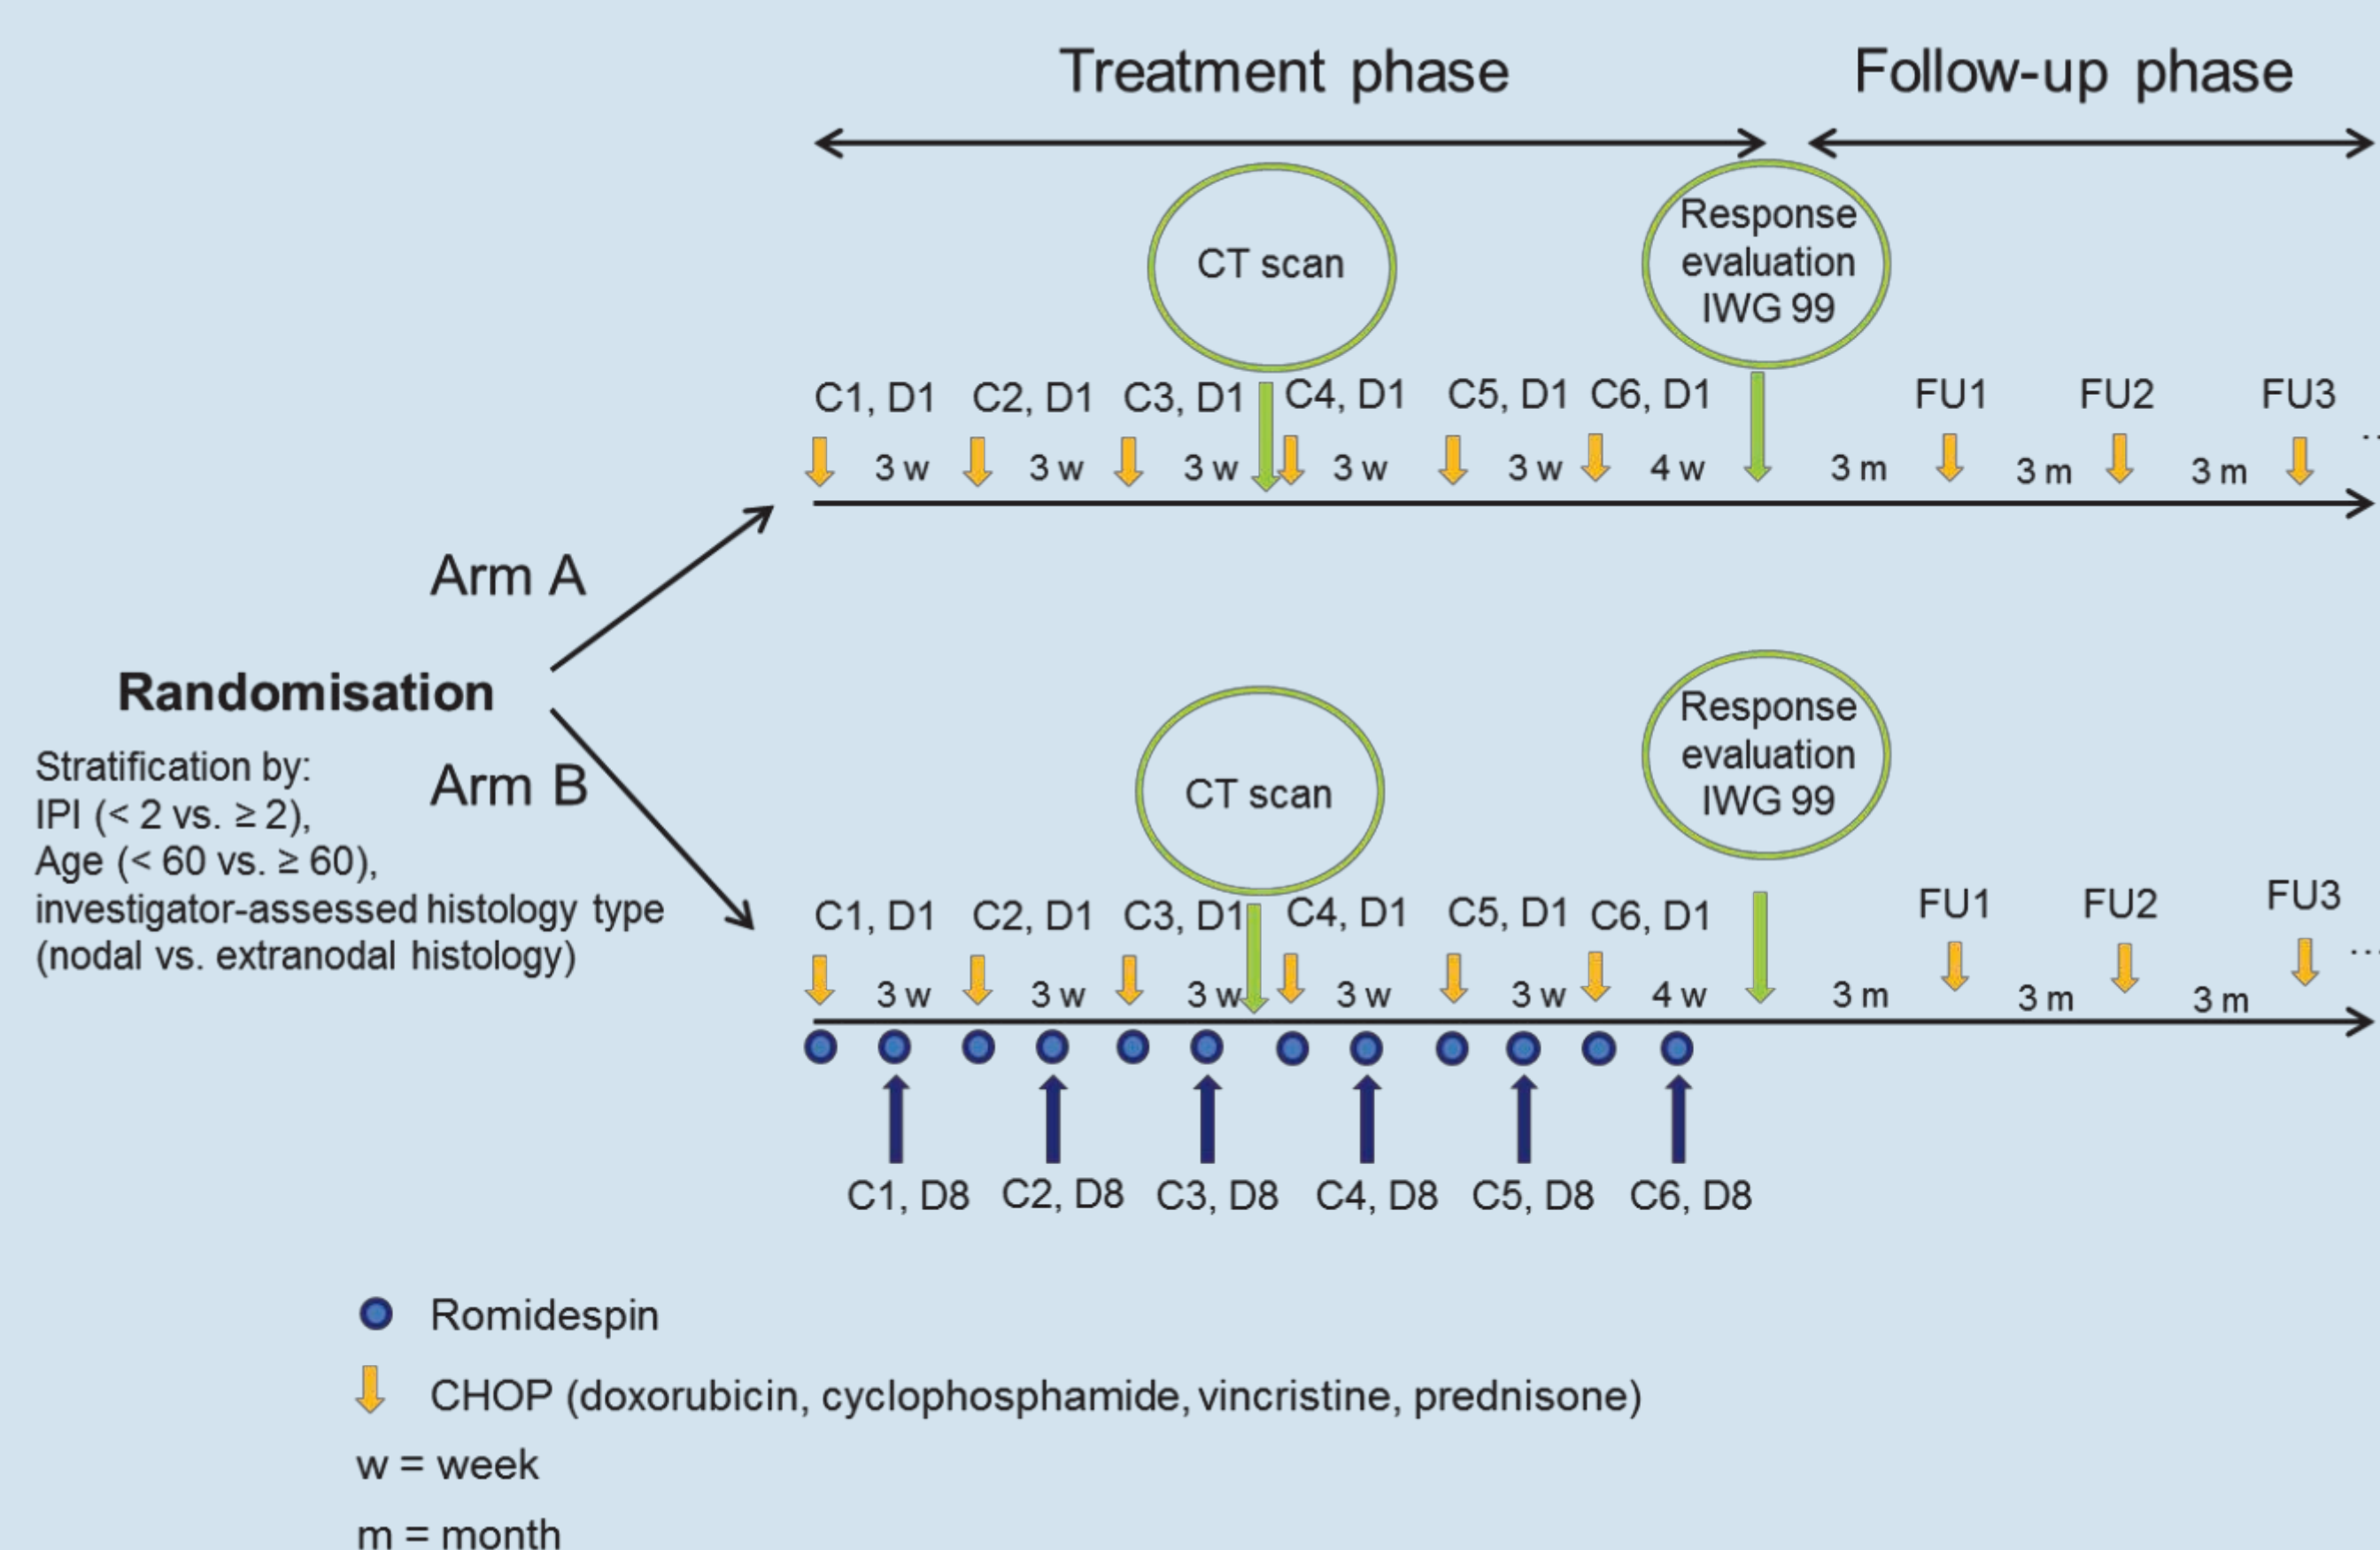 Treatment phase Follow-up phase
CT scan
Response
evaluation
IWG 99
C1, D1 C2, D1 C3, D1 C4, D1 C5, D1 C6, D1 FU1 FU2 FU3
3 w 3 w 3 w 3 w 3 w 4 w 3 m 3 m 3 m ..
Arm A
Randomisation
Stratification by:
IPI (< 2 vs. ≥ 2),
Age (< 60 vs. ≥ 60),
investigator-assessed histology type
(nodal vs. extranodal histology)
Arm B
CT scan
Response
evaluation
IWG 99
C1, D1 C2, D1 C3, D1 C4, D1 C5, D1 C6, D1 FU1 FU2 FU3
3 w 3 w 3 w 3 w 3 w 4 w 3 m 3 m 3 m ...
C1, D8 C2, D8 C3, D8 C4, D8 C5, D8 C6, D8
Romidespin
CHOP (doxorubicin, cyclophosphamide, vincristine, prednisone)
w = week
m = month